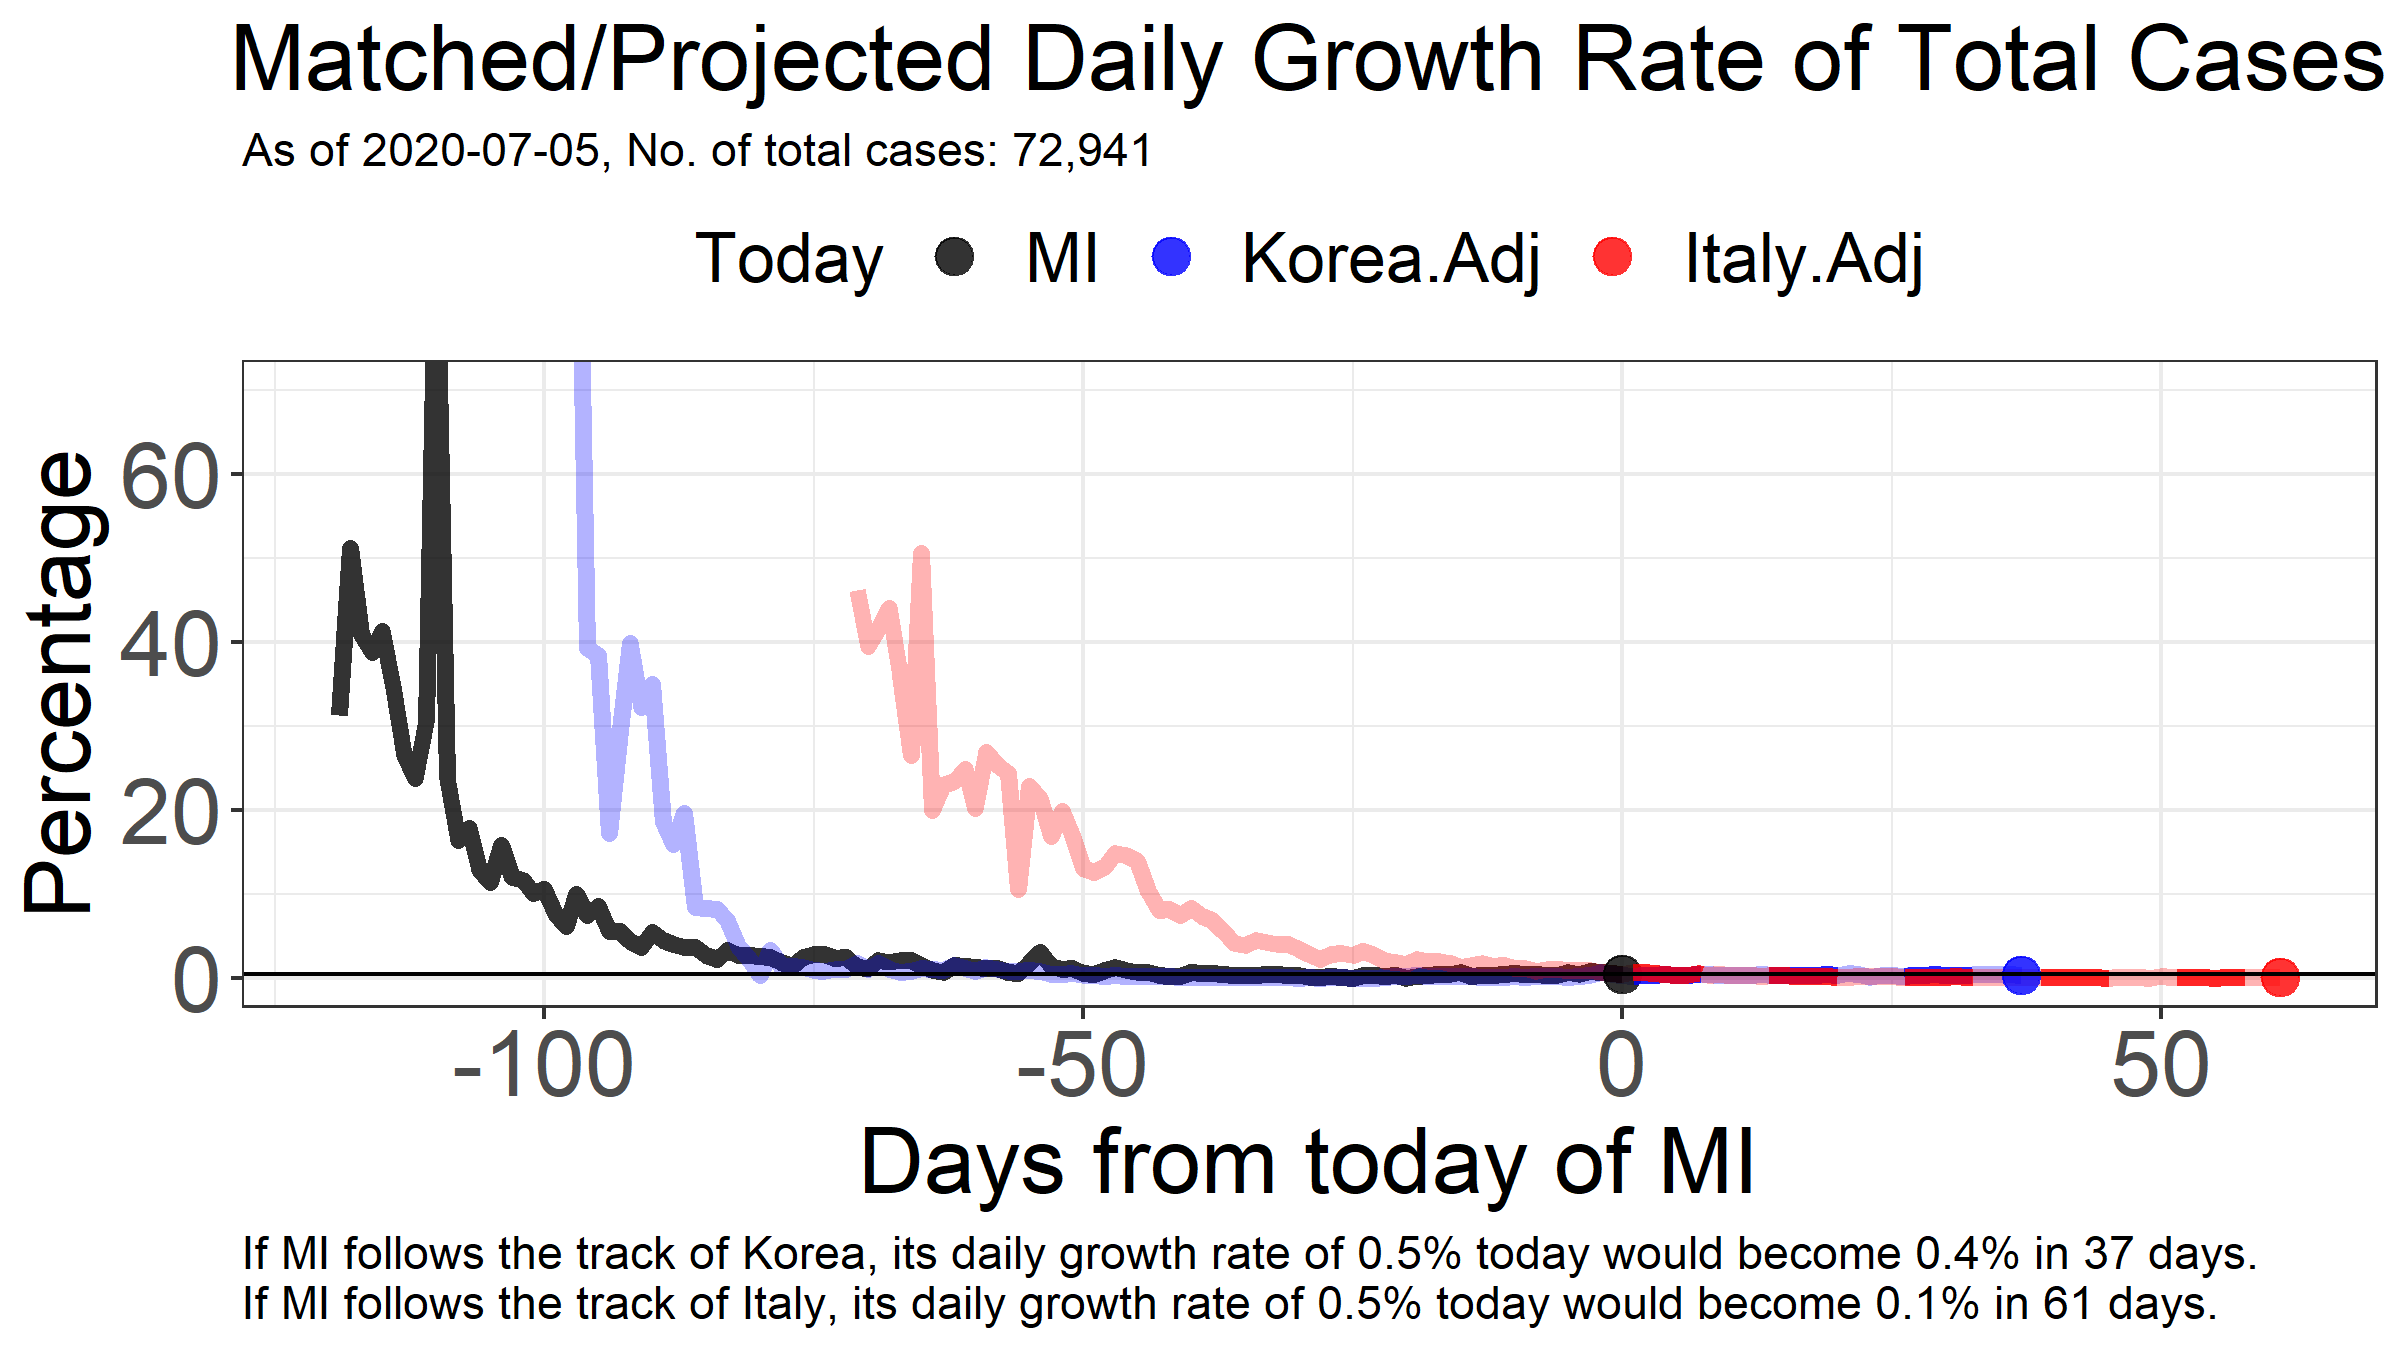 Matched/Projected Daily Growth Rate of Total Cases
As of 2020-07-05, No. of total cases: 72,941
Today MI Korea.Adj Italy.Adj
Percentage
60
40
20
0
-100 -50 0 50
Days from today of MI
If MI follows the track of Korea, its daily growth rate of 0.5% today would become 0.4% in 37 days.
If MI follows the track of Italy, its daily growth rate of 0.5% today would become 0.1% in 61 days.